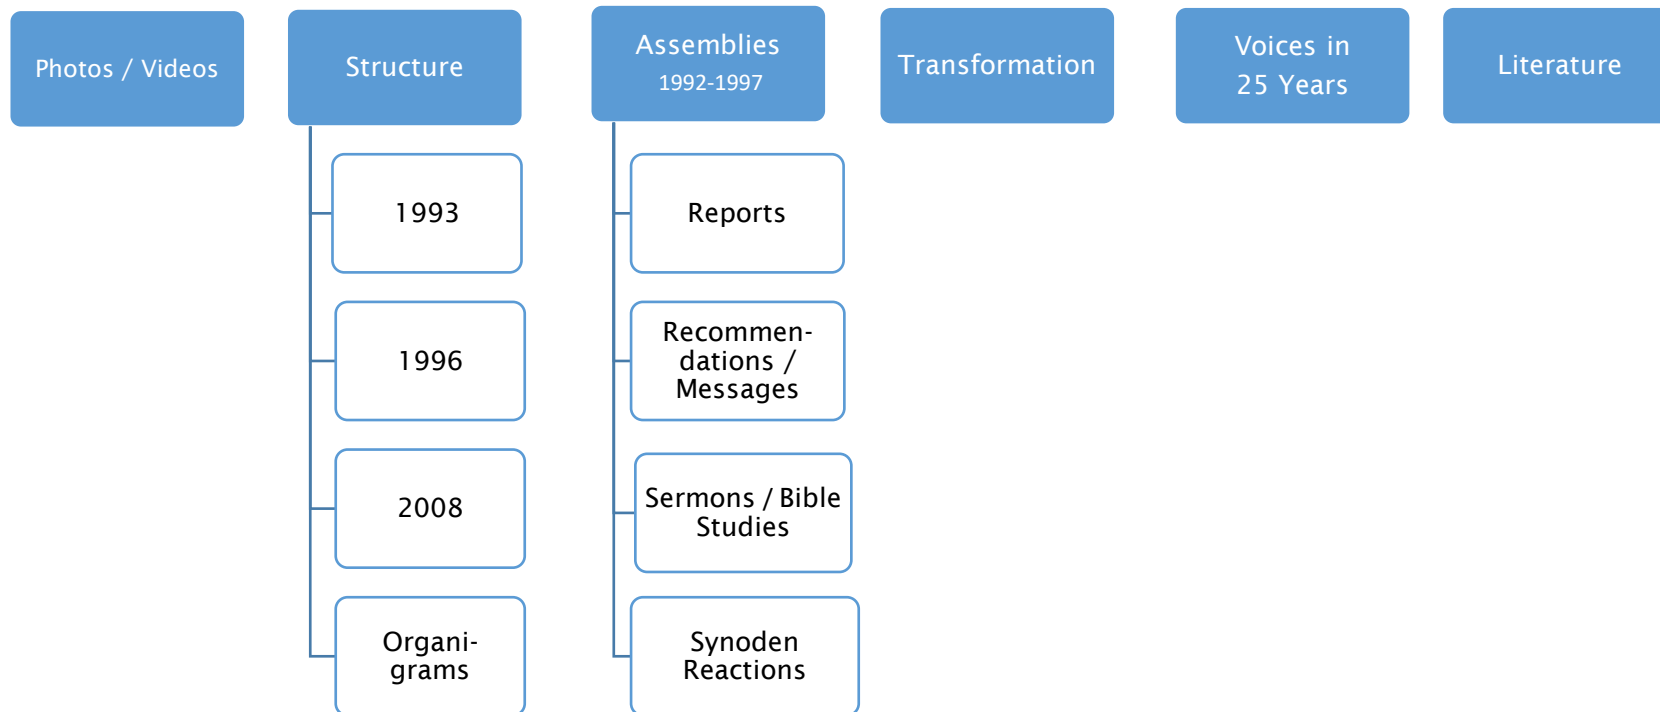 Photos / Videos
Structure
Assemblies
1992-1997
Transformation
Voices in
25 Years
Literature
1993
1996
2008
Organi-
grams
Reports
Recommen-
dations /
Messages
Sermons / Bible
Studies
Synoden
Reactions